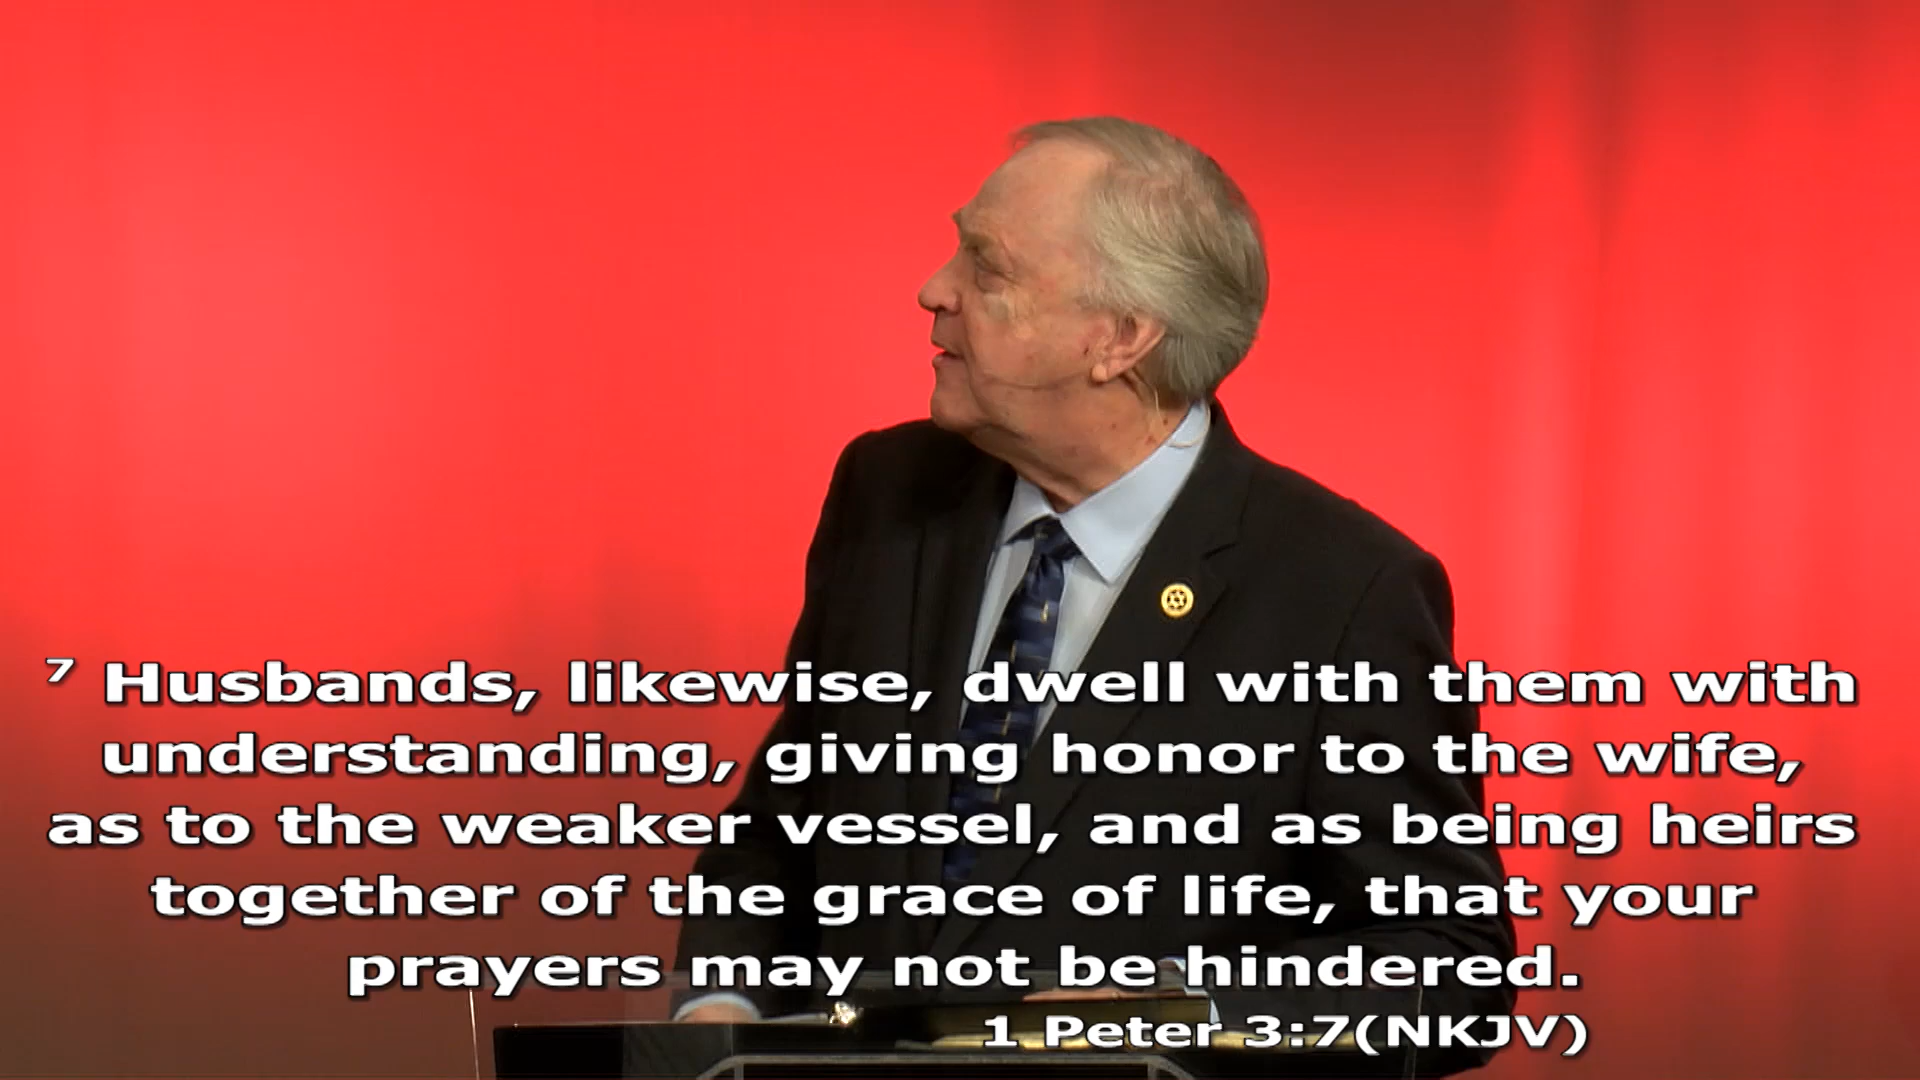 7 Husbands, likewise, dwell with them with
understanding, giving honor to the wife,
as to the weaker vessel, and as being heirs
together of the grace of life, that your
prayers may not be hindered.
1 Peter 3:7(NKJV)